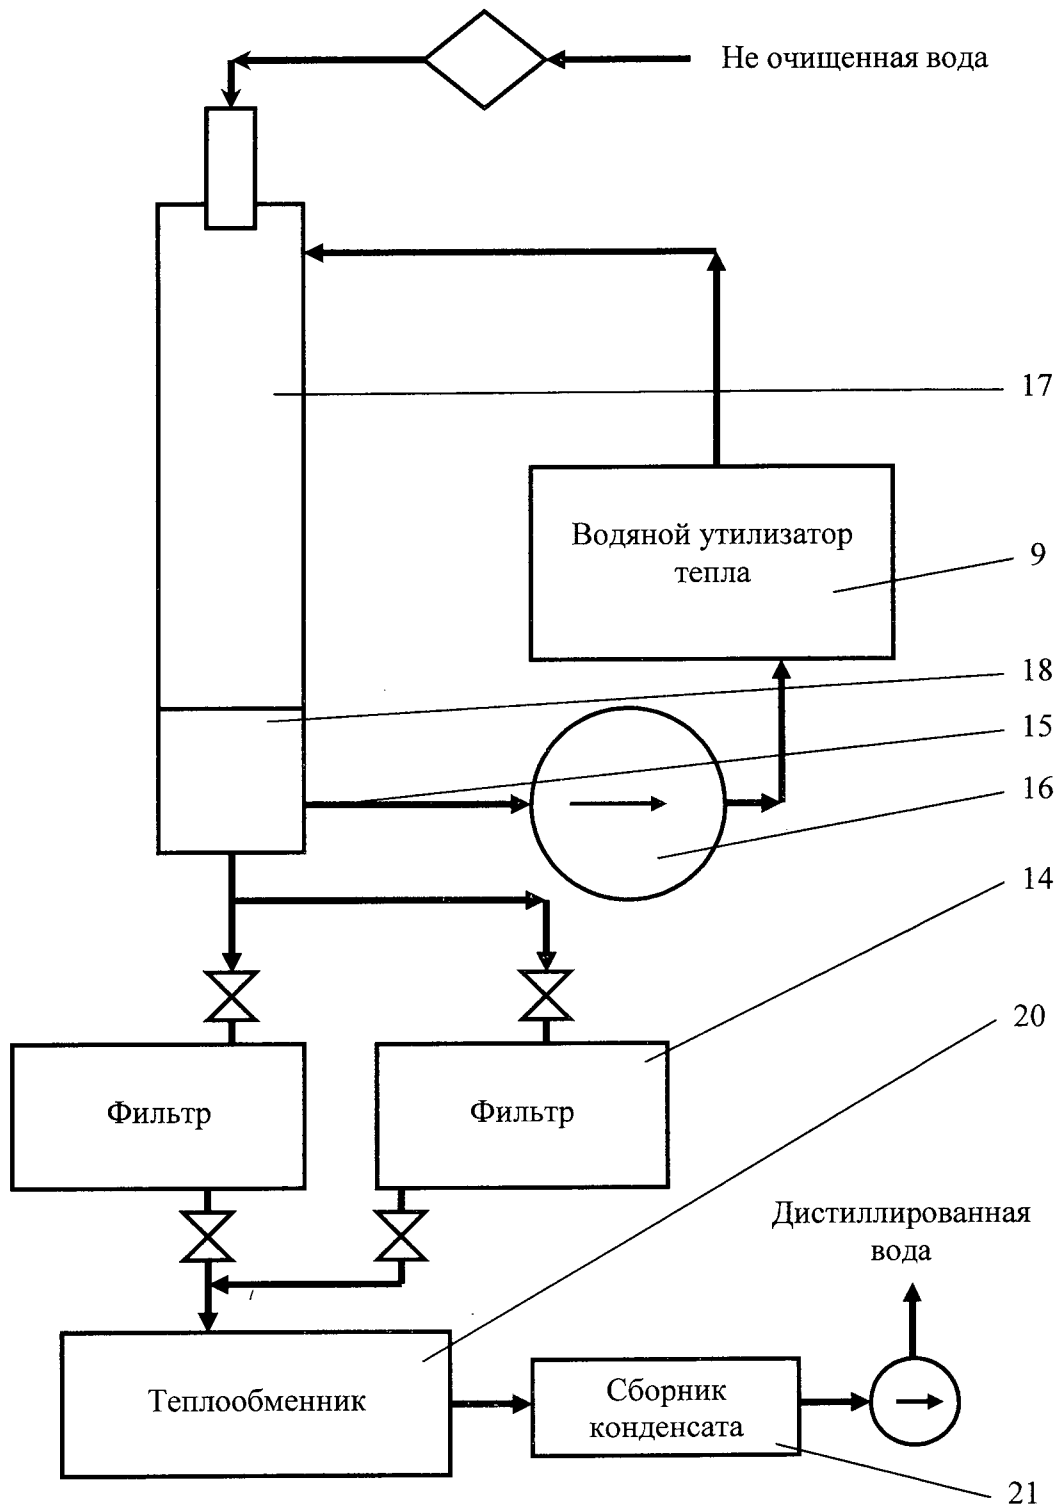 Не очищенная вода
17
Водяной утилизатор
тепла
9
18
15
16
14
20
Фильтр
Фильтр
Дистиллированная
вода
Теплообменник
Сборник
конденсата
21